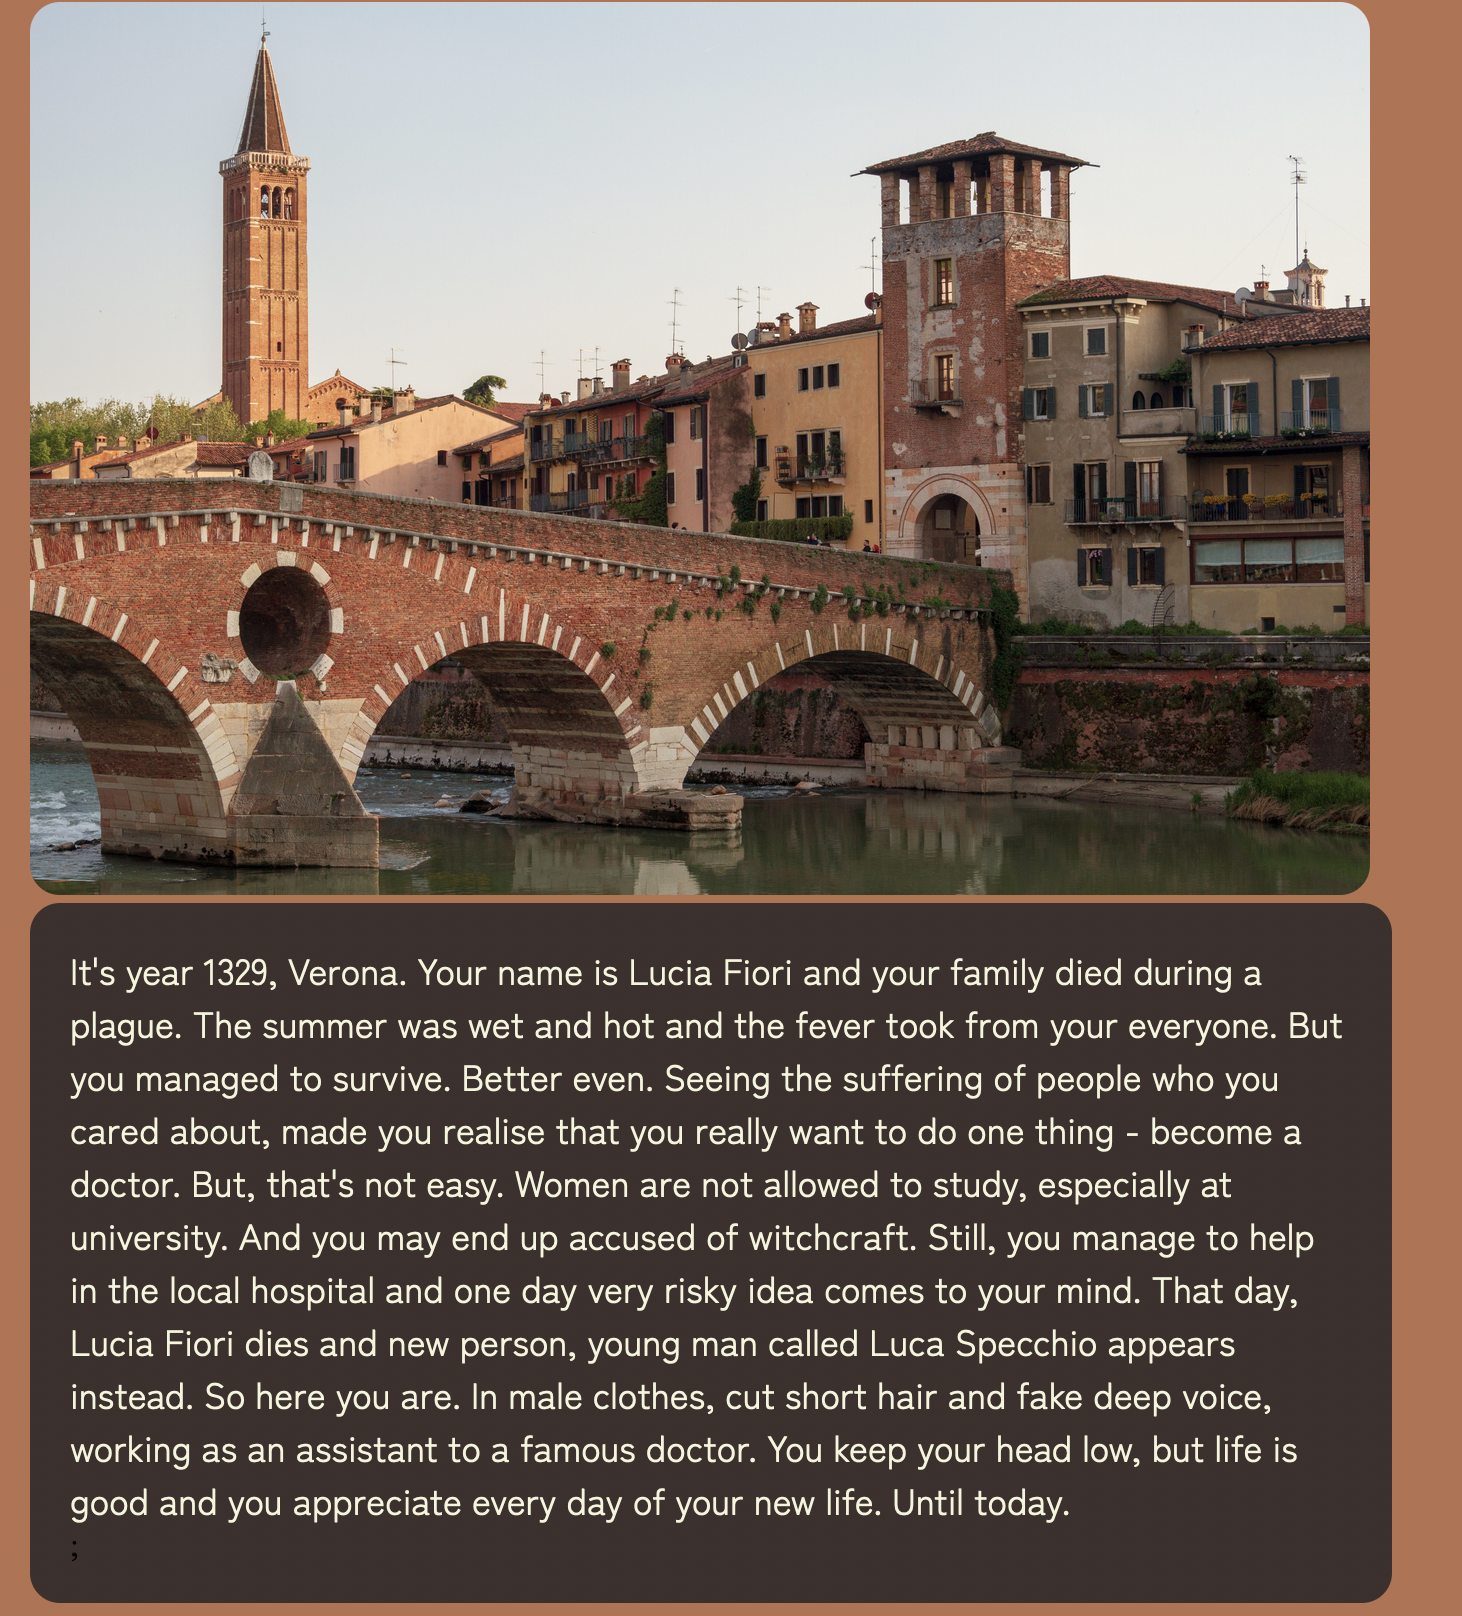 It's year 1329, Verona. Your name is Lucia Fiori and your family died during a
plague. The summer was wet and hot and the fever took from your everyone. But
you managed to survive. Better even. Seeing the suffering of people who you
cared about, made you realise that you really want to do one thing - become a
doctor. But, that's not easy. Women are not allowed to study, especially at
university. And you may end up accused of witchcraft. Still, you manage to help
in the local hospital and one day very risky idea comes to your mind. That day,
Lucia Fiori dies and new person, young man called Luca Specchio appears
instead. So here you are. In male clothes, cut short hair and fake deep voice,
working as an assistant to a famous doctor. You keep your head low, but life is
good and you appreciate every day of your new life. Until today.
;